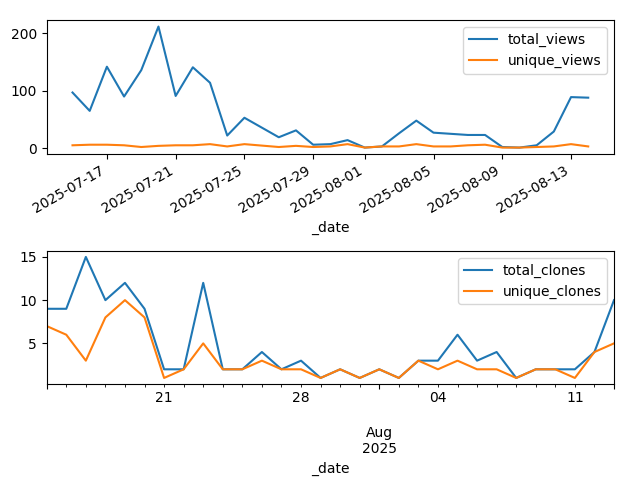 200
100
0
total_views
unique_views
2025-07-17
2025-07-21
2025-07-25
2025-07-29
2025-08-01
2025-08-05
2025-08-09
2025-08-13
_date
15
10
5
total_clones
unique_clones
21
28
04
11
Aug
2025
_date